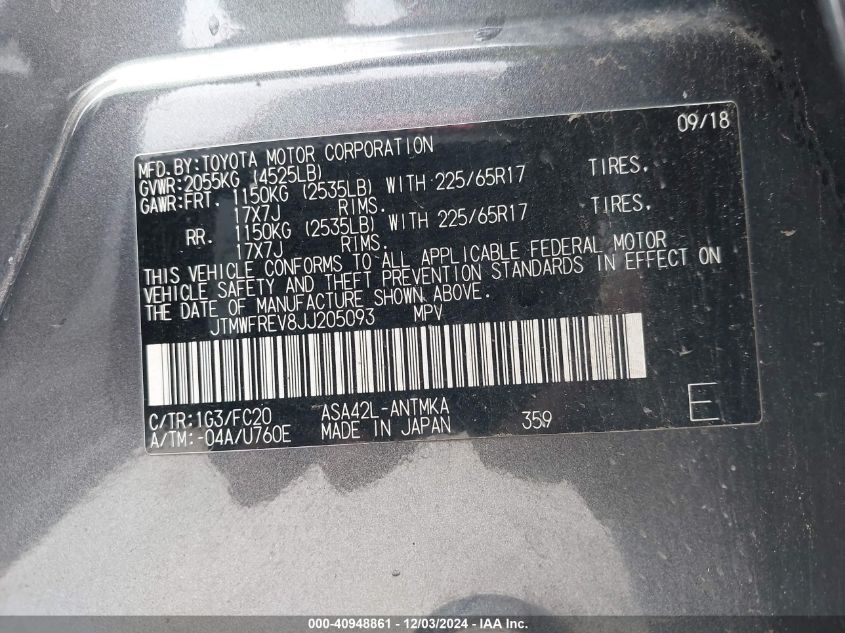 09/18
MFD.BY:TOYOTA MOTOR CORPORATION
GVWR:2055KG (4525LB)
GAWR:FRT. 1150KG (2535LB) WITH 225/65R17 TIRES.
17X7J RIMS.
RR. 1150KG (2535LB) WITH 225/65R17 TIRES.
17X7J RIMS.
THIS VEHICLE CONFORMS TO ALL APPLICABLE FEDERAL MOTOR
VEHICLE SAFETY AND THEFT PREVENTION STANDARDS IN EFFECT ON
THE DATE OF MANUFACTURE SHOWN ABOVE.
JTMWFREV8JJ205093 MPV
C/TR:1G3/FC20 ASA42L-ANTMKA
A/TM:-04A/U760E MADE IN JAPAN 359 E
000-40948861 - 12/03/2024 - IAA Inc.